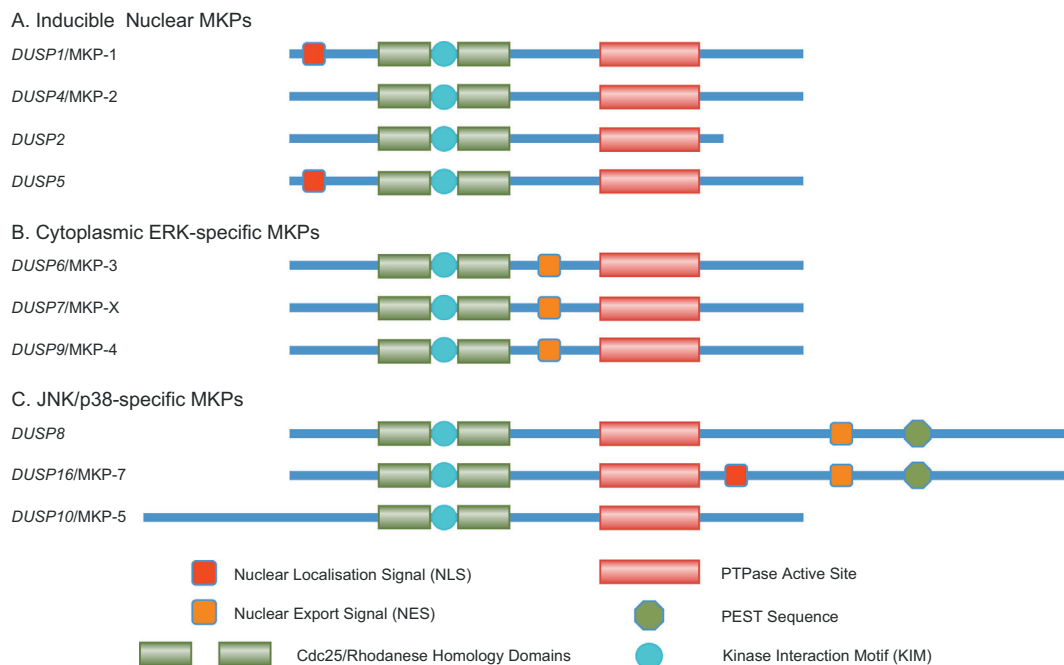 A. Inducible Nuclear MKPs
DUSP1/MKP-1
DUSP4/MKP-2
DUSP2
DUSP5
B. Cytoplasmic ERK-specific MKPs
DUSP6/MKP-3
DUSP7/MKP-X
DUSP9/MKP-4
C. JNK/p38-specific MKPs
DUSP8
DUSP16/MKP-7
DUSP10/MKP-5
Nuclear Localisation Signal (NLS)
PTPase Active Site
Nuclear Export Signal (NES)
PEST Sequence
Cdc25/Rhodanese Homology Domains
Kinase Interaction Motif (KIM)